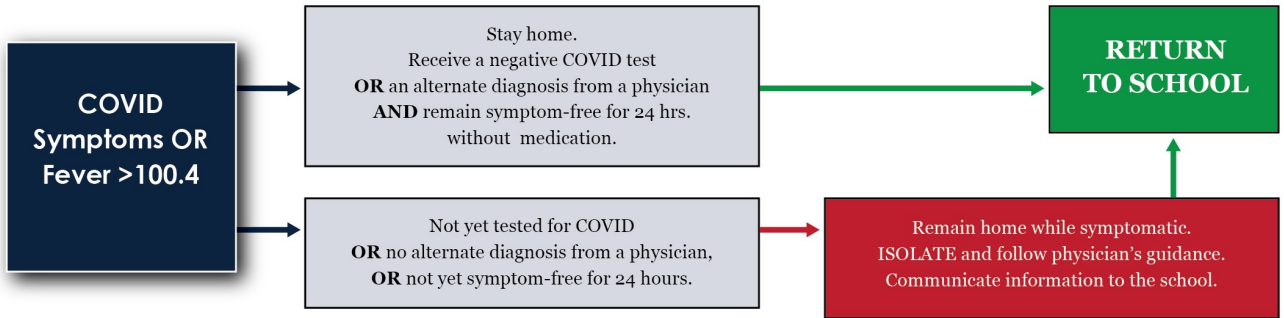 COVID
Symptoms OR
Fever >100.4
Stay home.
Receive a negative COVID test
OR an alternate diagnosis from a physician
AND remain symptom-free for 24 hrs.
without medication.
RETURN
TO SCHOOL
Not yet tested for COVID
OR no alternate diagnosis from a physician,
OR not yet symptom-free for 24 hours.
Remain home while symptomatic.
ISOLATE and follow physician's guidance.
Communicate information to the school.